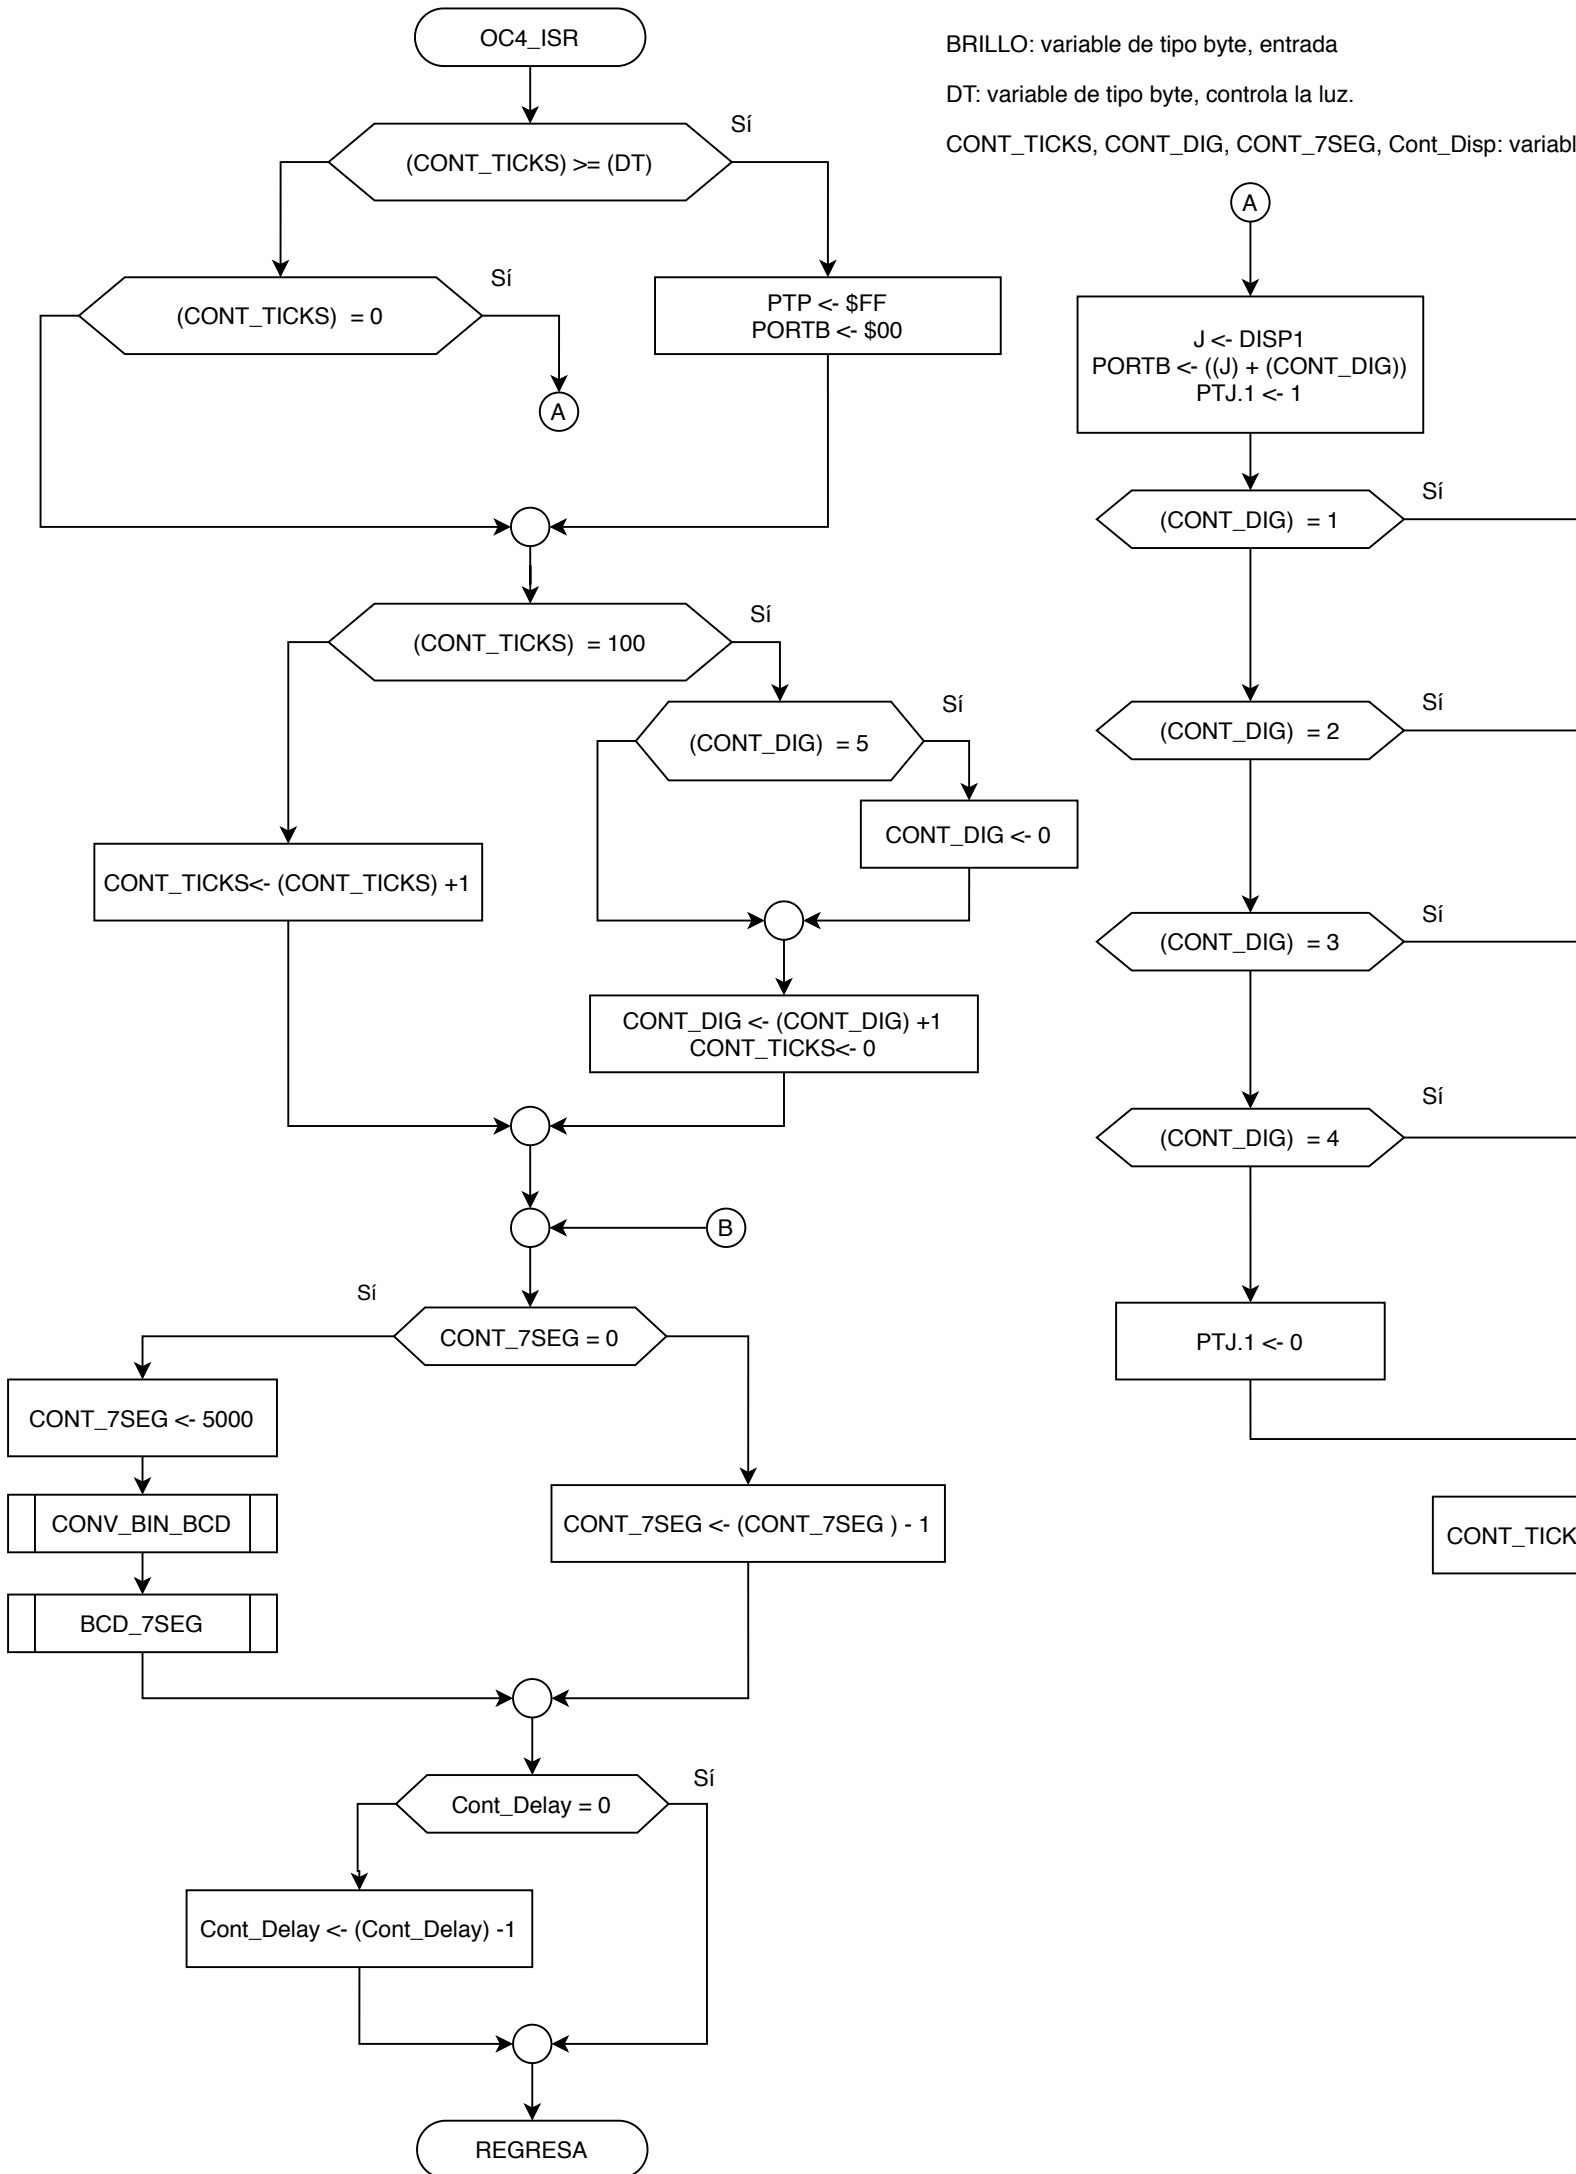 OC4_ISR
BRILLO: variable de tipo byte, entrada
DT: variable de tipo byte, controla la luz.
CONT_TICKS, CONT_DIG, CONT_7SEG, Cont_Disp:
Sí
(CONT_TICKS) >= (DT)
Sí
(CONT_TICKS) = 0
PTP <- $FF
PORTB <- $00
A
Sí
(CONT_TICKS) = 100
Sí
(CONT_DIG) = 5
CONT_DIG <- 0
CONT_TICKS<- (CONT_TICKS) +1
CONT_DIG <- (CONT_DIG) +1
CONT_TICKS<- 0
B
Sí
CONT_7SEG = 0
CONT_7SEG <- 5000
CONV_BIN_BCD
BCD_7SEG
CONT_7SEG <- (CONT_7SEG ) - 1
Sí
Cont_Delay = 0
Cont_Delay <- (Cont_Delay) -1
REGRESA
A
J <- DISP1
PORTB <- ((J) + (CONT_DIG))
PTJ.1 <- 1
Sí
(CONT_DIG) = 1
Sí
(CONT_DIG) = 2
Sí
(CONT_DIG) = 3
Sí
(CONT_DIG) = 4
PTJ.1 <- 0